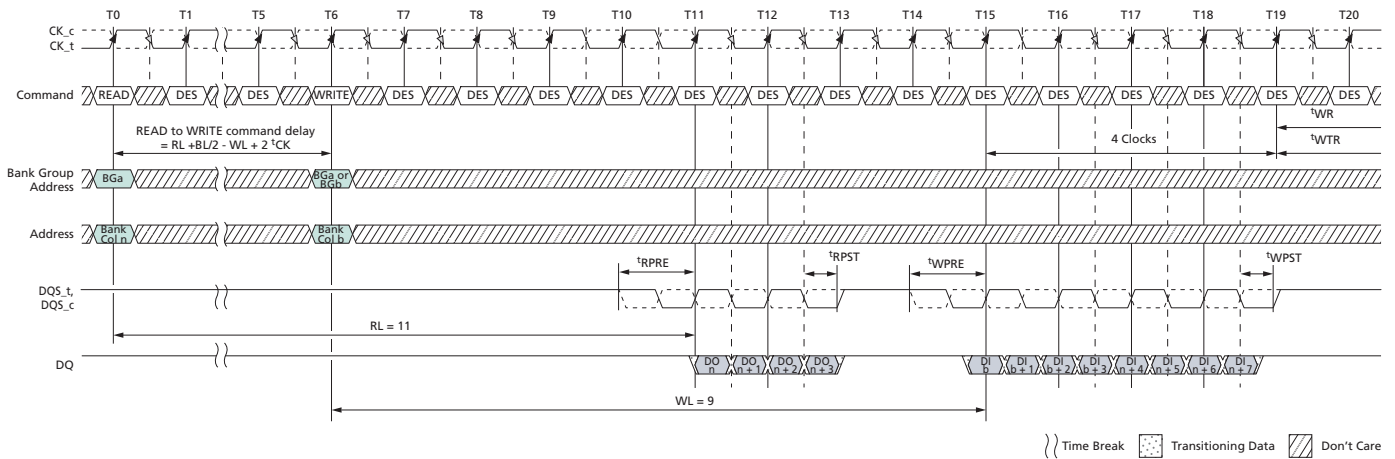 T0 T1 T5 T6 T7 T8 T9 T10 T11 T12 T13 T14 T15 T16 T17 T18 T19 T20
CK_c
CK_t
Command READ DES DES WRITE DES DES DES DES DES DES DES DES DES DES DES DES DES DES
tWR
READ to WRITE command delay
= RL +BL/2 - WL + 2 tCK
4 Clocks
tWTR
Bank Group
Address
BGa
BGa or
BGb
Address
Bank
Col n
Bank
Col b
tRPRE tRPST tWPRE tWPST
DQS_t,
DQS_c
RL = 11
DQ
DO
n
DO
n + 1
DO
n + 2
DO
n + 3
DI
b
DI
b + 1
DI
b + 2
DI
b + 3
DI
n + 4
DI
n + 5
DI
n + 6
DI
n + 7
WL = 9
Time Break Transitioning Data Don't Care